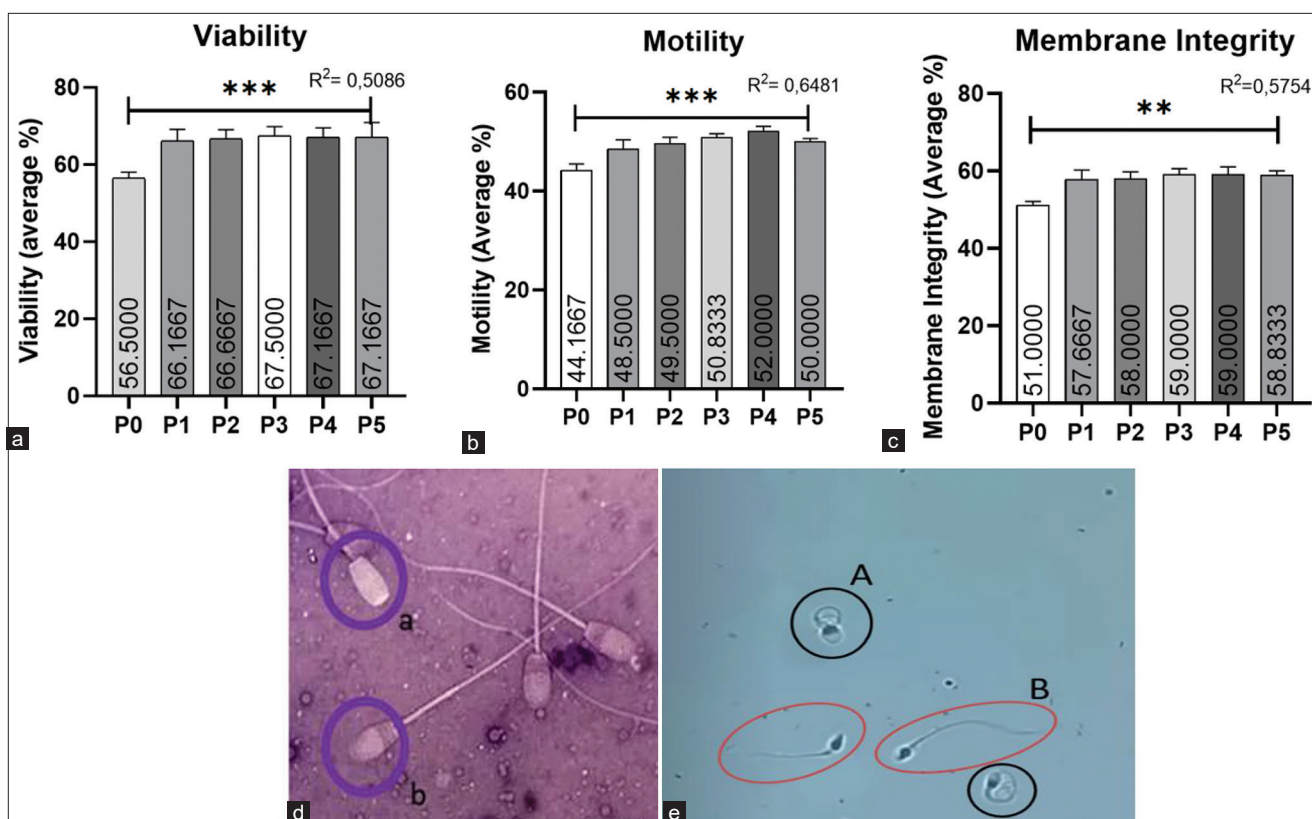 Viability
R²= 0,5086
***
Viability (average %)
80
60
40
20
0
56.5000
66.1667
66.6667
67.5000
67.1667
67.1667
P0 P1 P2 P3 P4 P5
a
Motility
R²= 0,6481
***
Motility (Average %)
60
40
20
0
44.1667
48.5000
49.5000
50.8333
52.0000
50.0000
P0 P1 P2 P3 P4 P5
b
Membrane Integrity
R²=0,5754
**
Membrane Integrity (Average %)
80
60
40
20
0
51.0000
57.6667
58.0000
59.0000
59.0000
58.8333
P0 P1 P2 P3 P4 P5
c
a
b
d
A
B
e